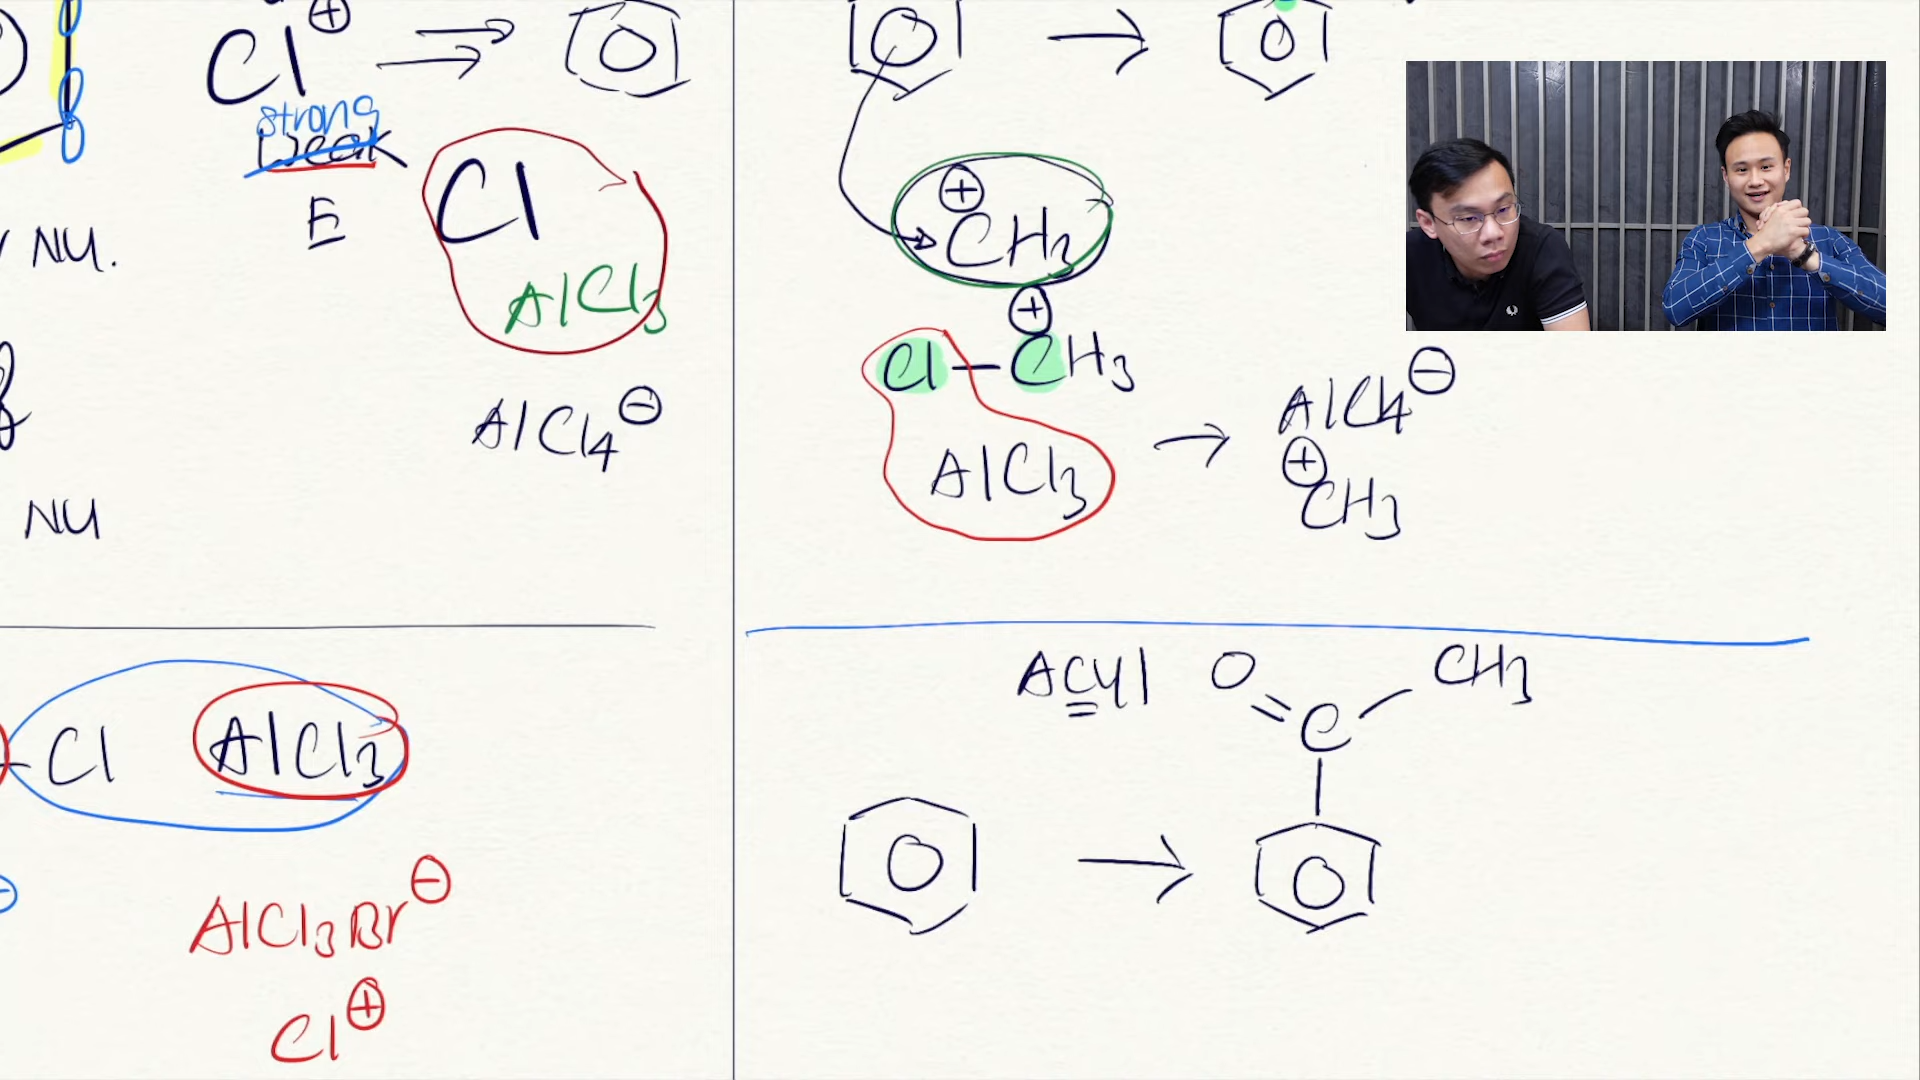 Cl ⊕
strong
weak
E
NU.
Cl
AlCl3
AlCl4 ⊖
NU
⊕
CH3
⊕
Cl — CH3
AlCl3
AlCl4 ⊖
⊕
CH3
Cl AlCl3
AlCl3Br ⊖
Cl ⊕
Acyl
O = C — CH3